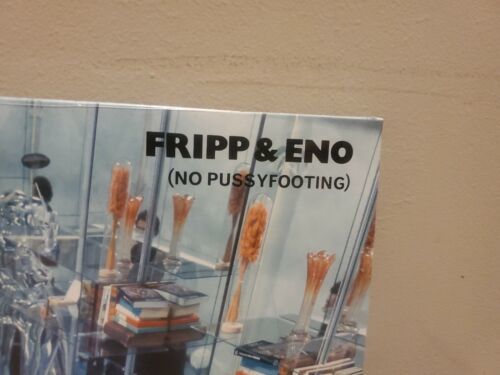 FRIPP & ENO
(NO PUSSYFOOTING)